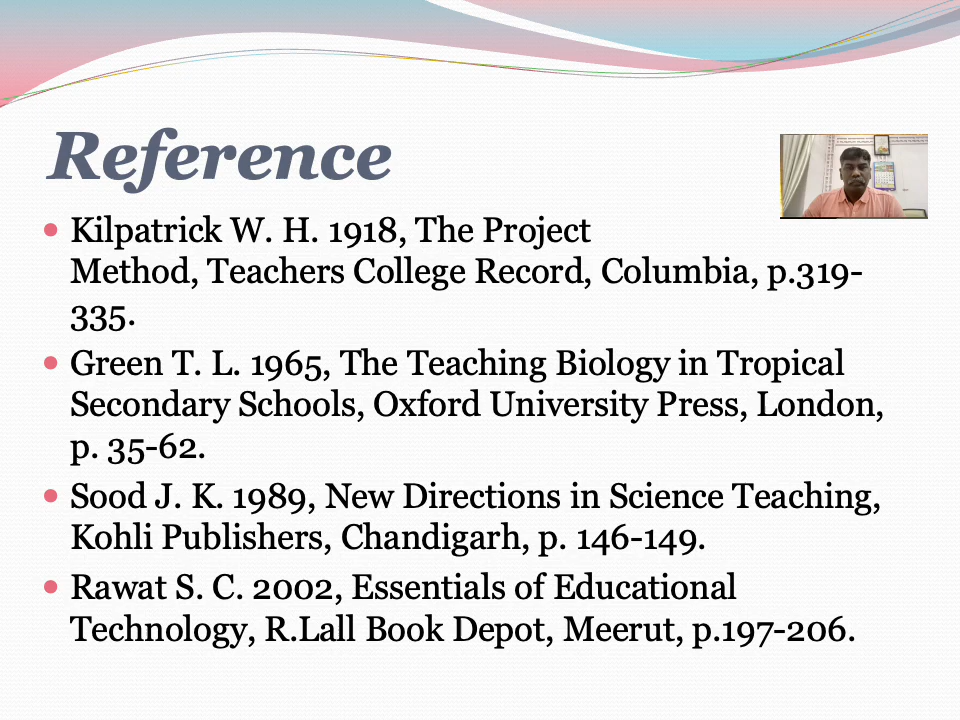 Reference
Kilpatrick W. H. 1918, The Project
Method, Teachers College Record, Columbia, p.319-
335.
Green T. L. 1965, The Teaching Biology in Tropical
Secondary Schools, Oxford University Press, London,
p. 35-62.
Sood J. K. 1989, New Directions in Science Teaching,
Kohli Publishers, Chandigarh, p. 146-149.
Rawat S. C. 2002, Essentials of Educational
Technology, R.Lall Book Depot, Meerut, p.197-206.